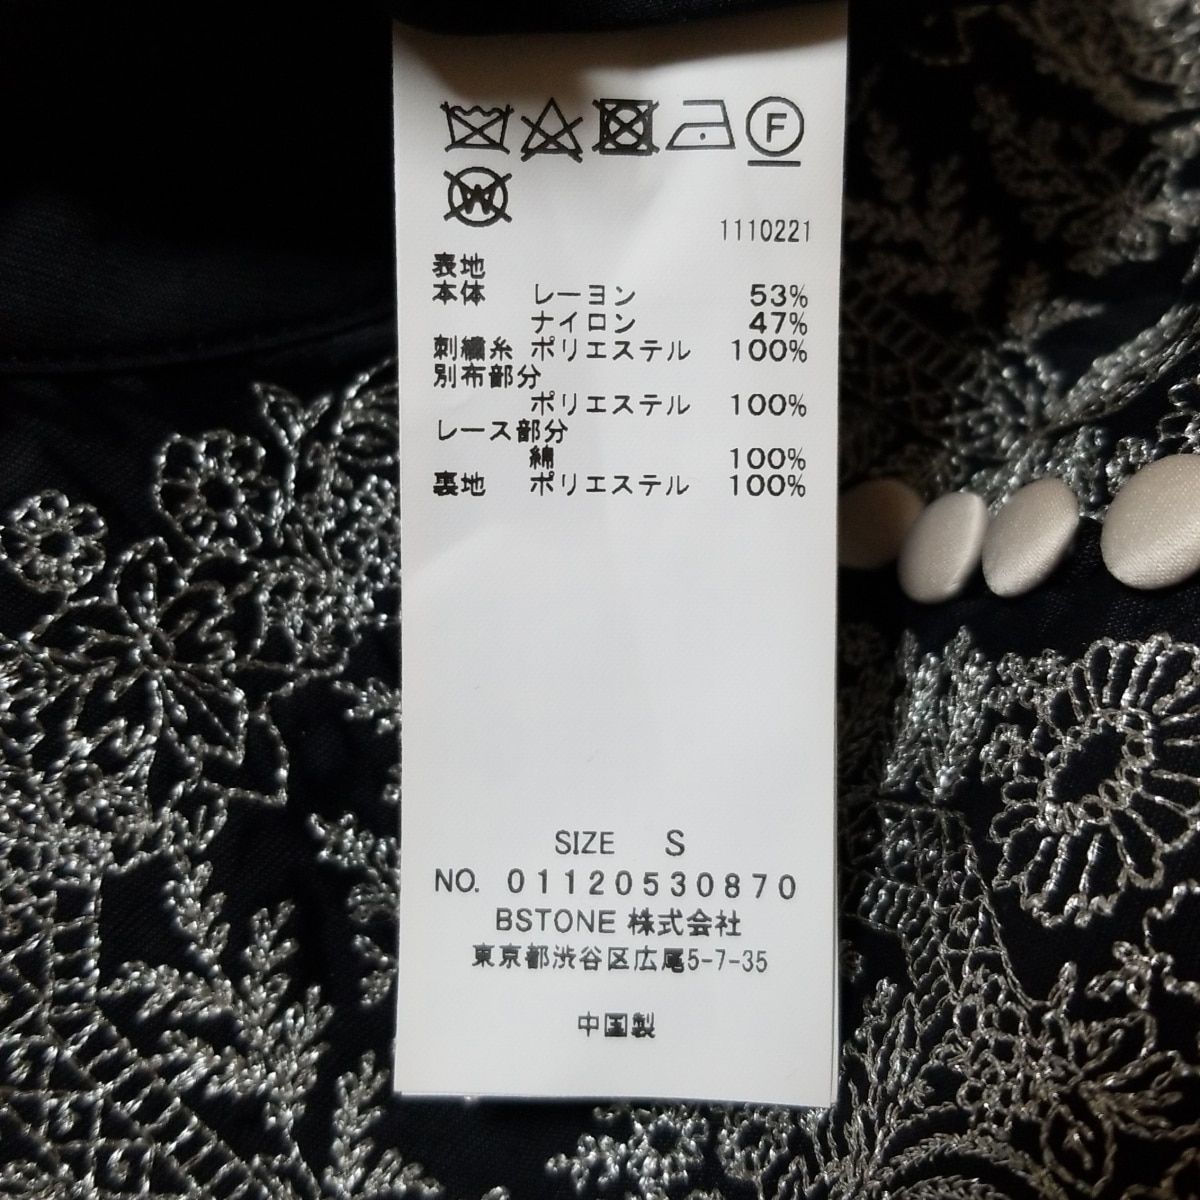 F
W
1110221
表地
本体 レーヨン 53%
ナイロン 47%
刺繍糸 ポリエステル 100%
別布部分
ポリエステル 100%
レース部分
綿 100%
裏地 ポリエステル 100%
SIZE S
NO. 01120530870
BSTONE 株式会社
東京都渋谷区広尾5-7-35
中国製